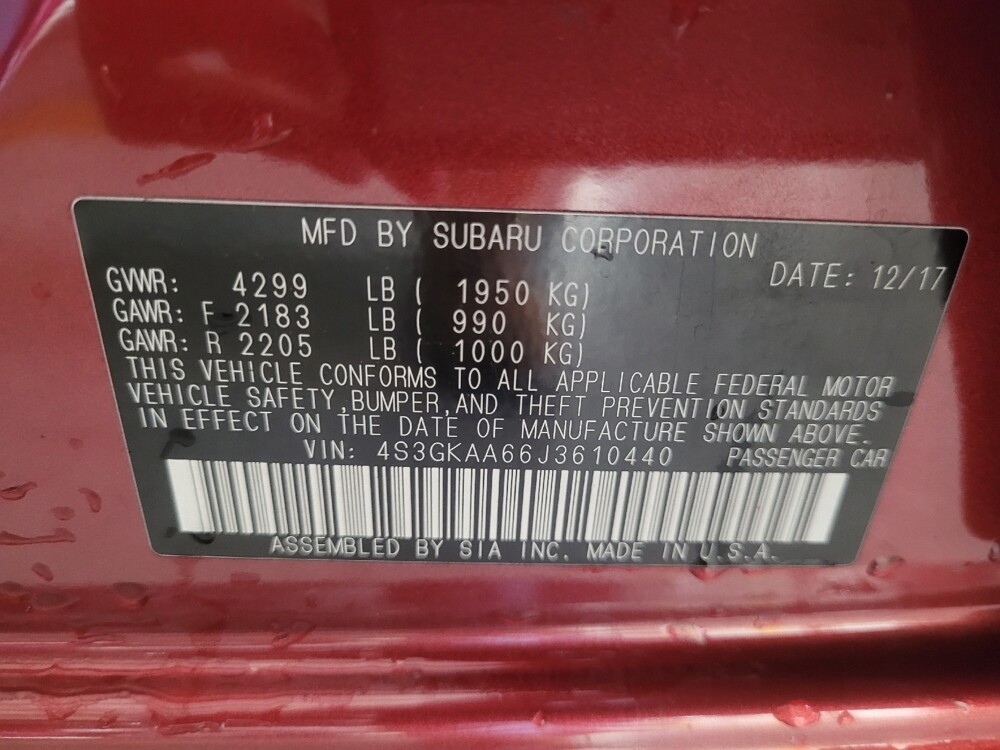 MFD BY SUBARU CORPORATION
DATE: 12/17
GVWR: 4299 LB ( 1950 KG)
GAWR: F 2183 LB ( 990 KG)
GAWR: R 2205 LB ( 1000 KG)
THIS VEHICLE CONFORMS TO ALL APPLICABLE FEDERAL MOTOR
VEHICLE SAFETY,BUMPER,AND THEFT PREVENTION STANDARDS
IN EFFECT ON THE DATE OF MANUFACTURE SHOWN ABOVE.
VIN: 4S3GKAA66J3610440 PASSENGER CAR
ASSEMBLED BY SIA INC. MADE IN U.S.A.